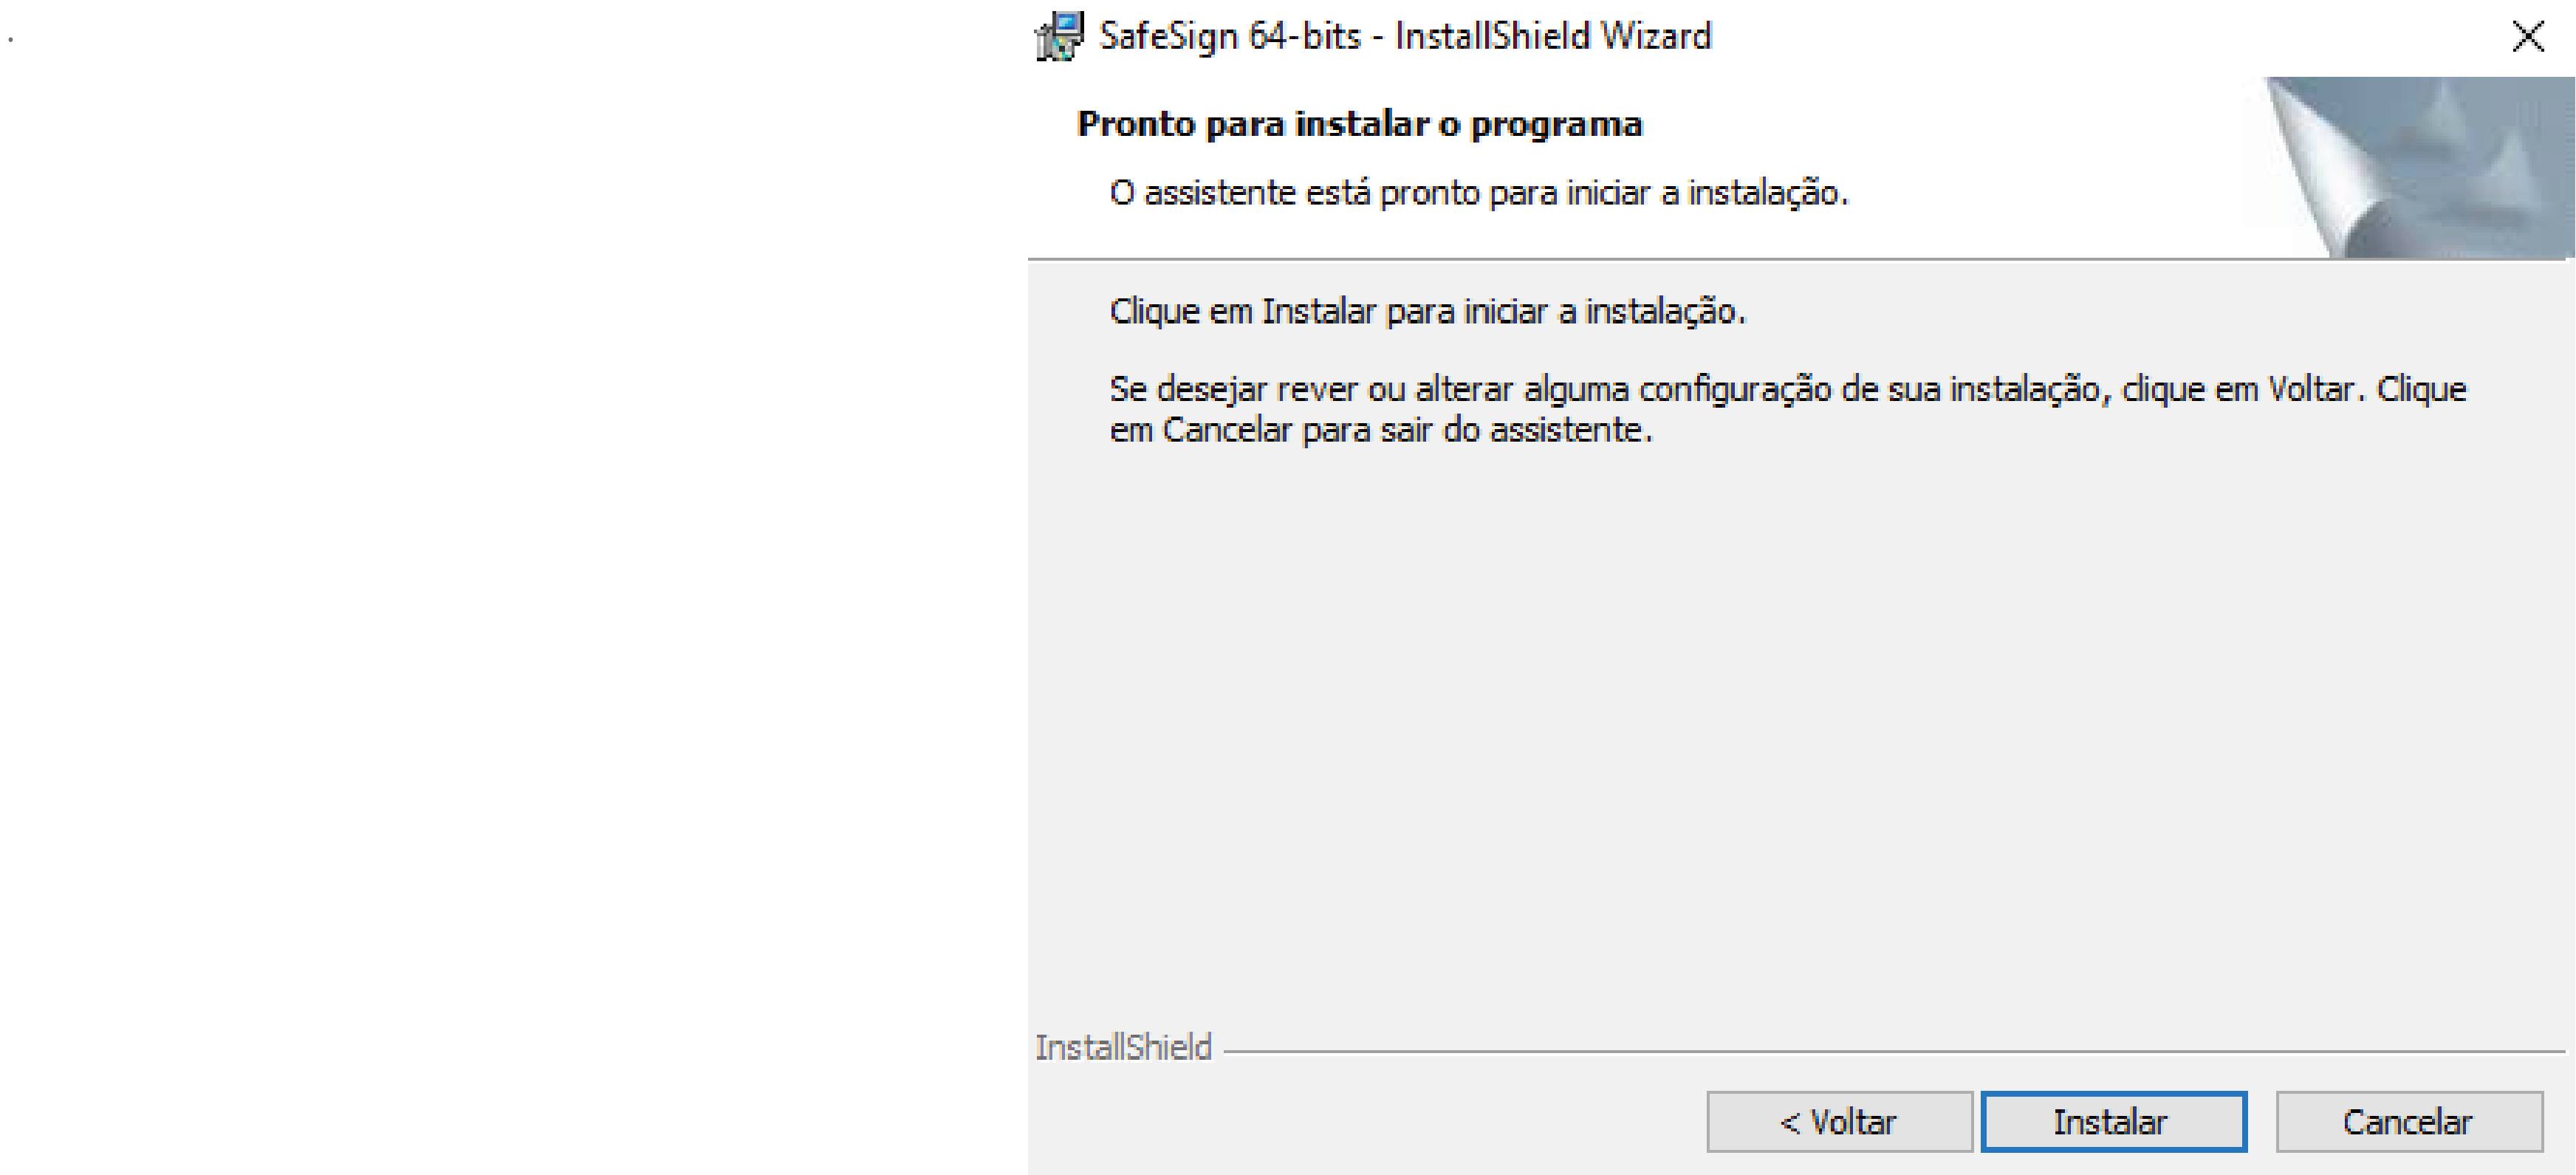 SafeSign 64-bits - InstallShield Wizard
Pronto para instalar o programa
O assistente está pronto para iniciar a instalação.
Clique em Instalar para iniciar a instalação.
Se desejar rever ou alterar alguma configuração de sua instalação, clique em Voltar. Clique
em Cancelar para sair do assistente.
InstallShield
< Voltar
Instalar
Cancelar